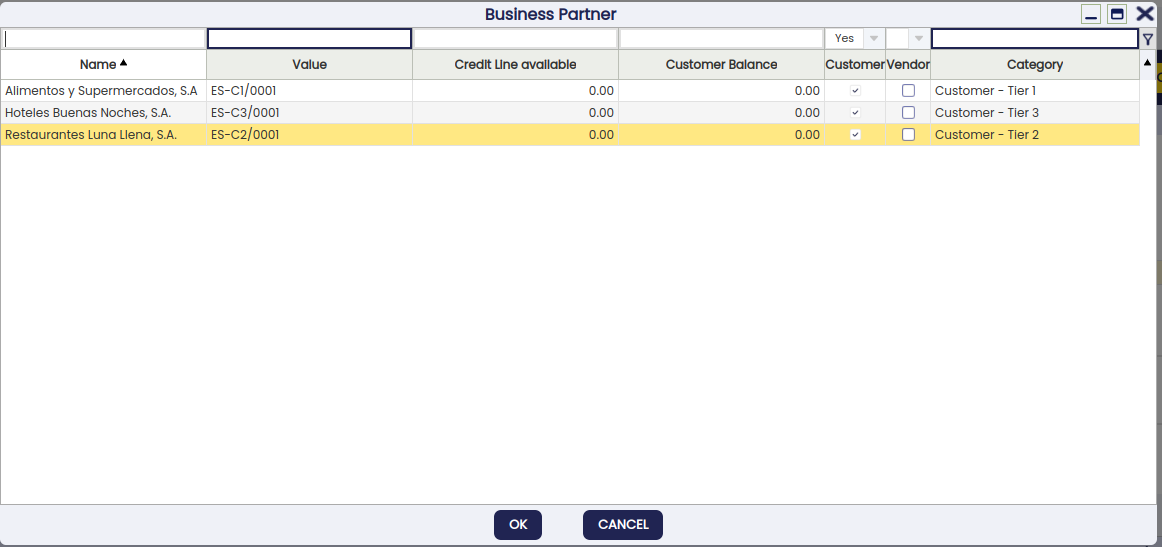 Business Partner
Yes
Name Value Credit Line available Customer Balance Customer Vendor Category
Alimentos y Supermercados, S.A ES-C1/0001 0.00 0.00 Customer - Tier 1
Hoteles Buenas Noches, S.A. ES-C3/0001 0.00 0.00 Customer - Tier 3
Restaurantes Luna Llena, S.A. ES-C2/0001 0.00 0.00 Customer - Tier 2
OK CANCEL